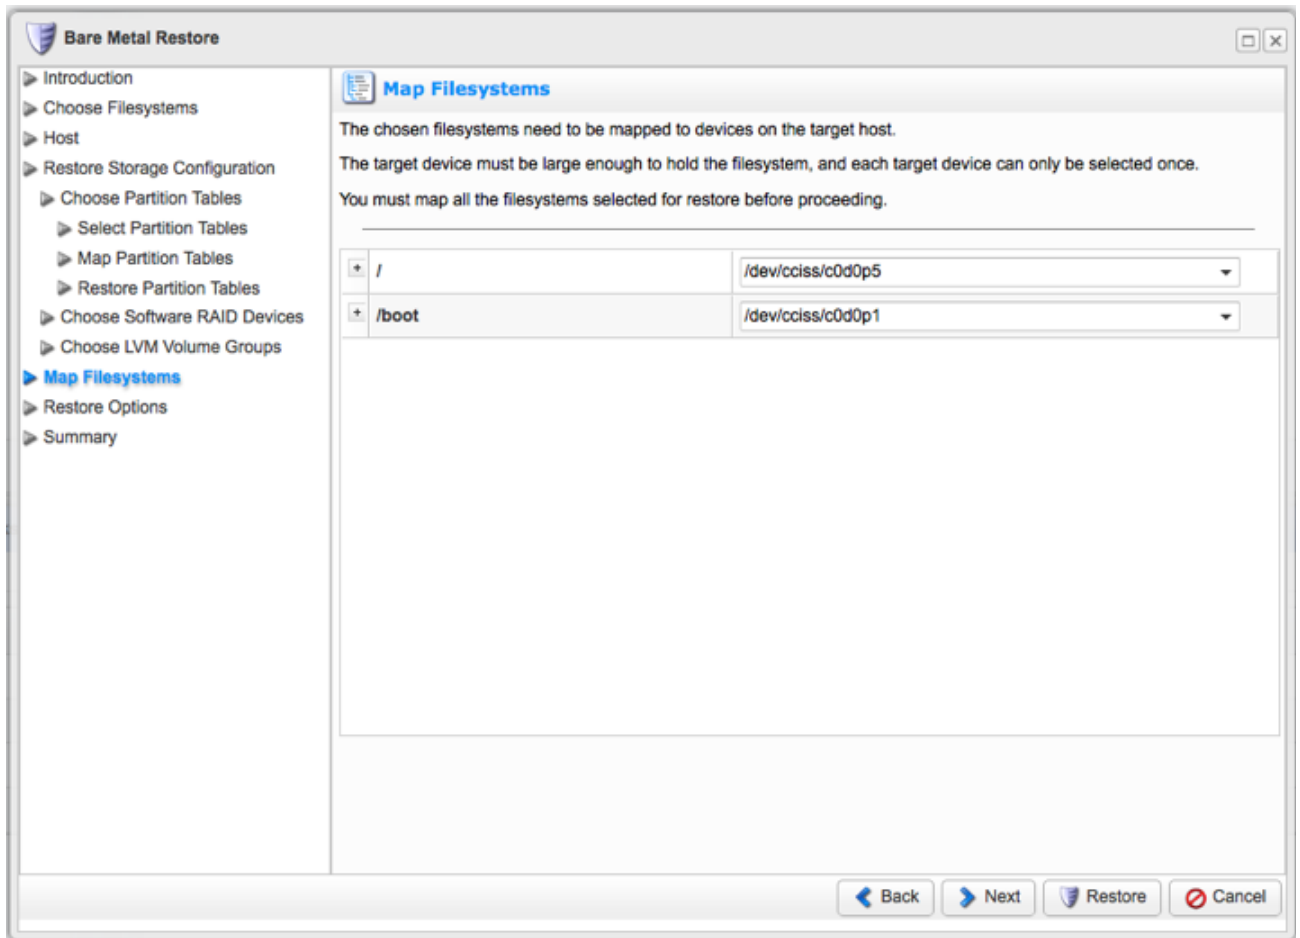 Bare Metal Restore
Introduction
Choose Filesystems
Host
Restore Storage Configuration
Choose Partition Tables
Select Partition Tables
Map Partition Tables
Restore Partition Tables
Choose Software RAID Devices
Choose LVM Volume Groups
Map Filesystems
Restore Options
Summary
Map Filesystems
The chosen filesystems need to be mapped to devices on the target host.
The target device must be large enough to hold the filesystem, and each target device can only be selected once.
You must map all the filesystems selected for restore before proceeding.
/ /dev/cciss/c0d0p5
/boot /dev/cciss/c0d0p1
Back Next Restore Cancel